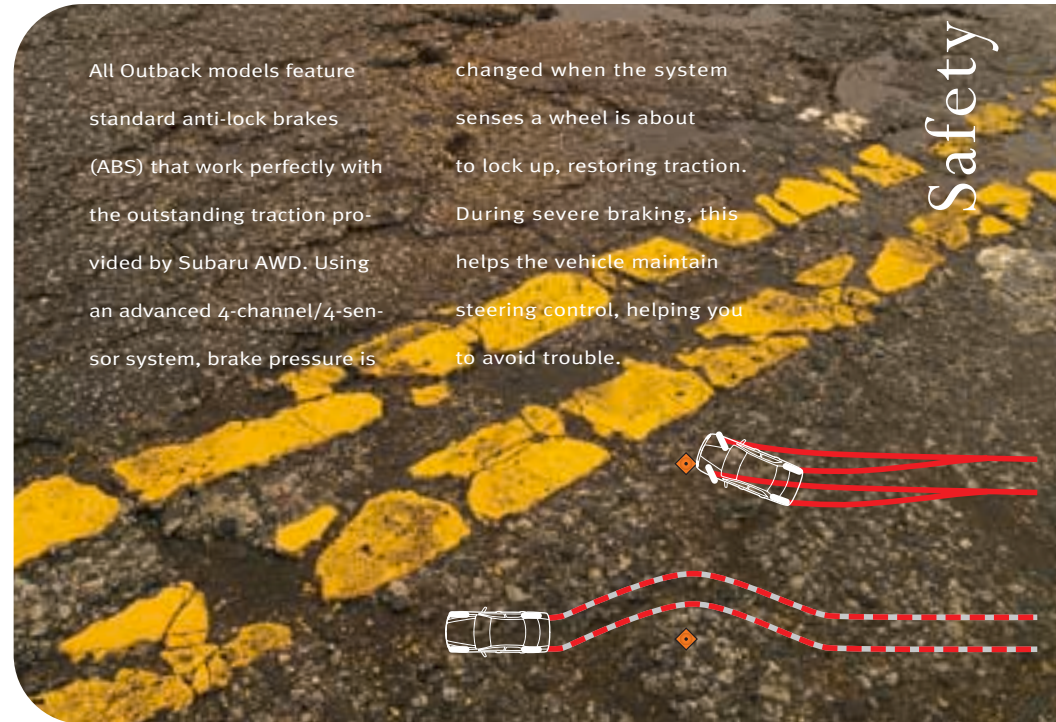 Safety
All Outback models feature
standard anti-lock brakes
(ABS) that work perfectly with
the outstanding traction pro-
vided by Subaru AWD. Using
an advanced 4-channel/4-sen-
sor system, brake pressure is
changed when the system
senses a wheel is about
to lock up, restoring traction.
During severe braking, this
helps the vehicle maintain
steering control, helping you
to avoid trouble.